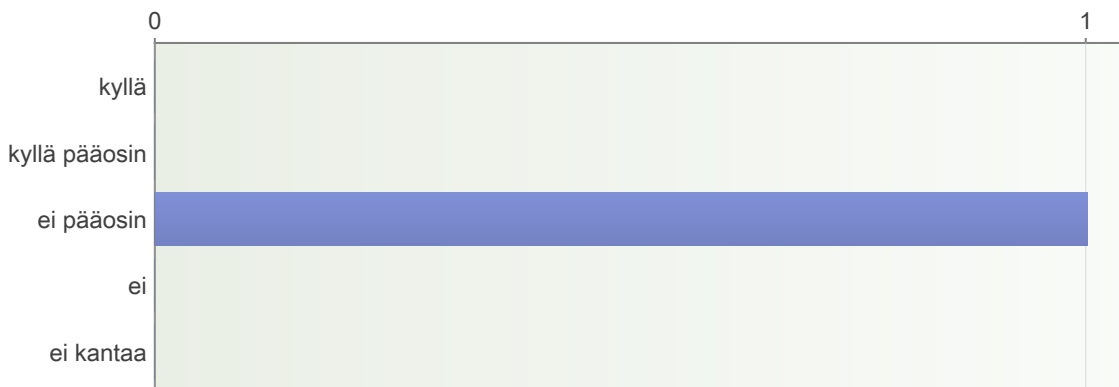 0 1
kyllä
kyllä pääosin
ei pääosin
ei
ei kantaa